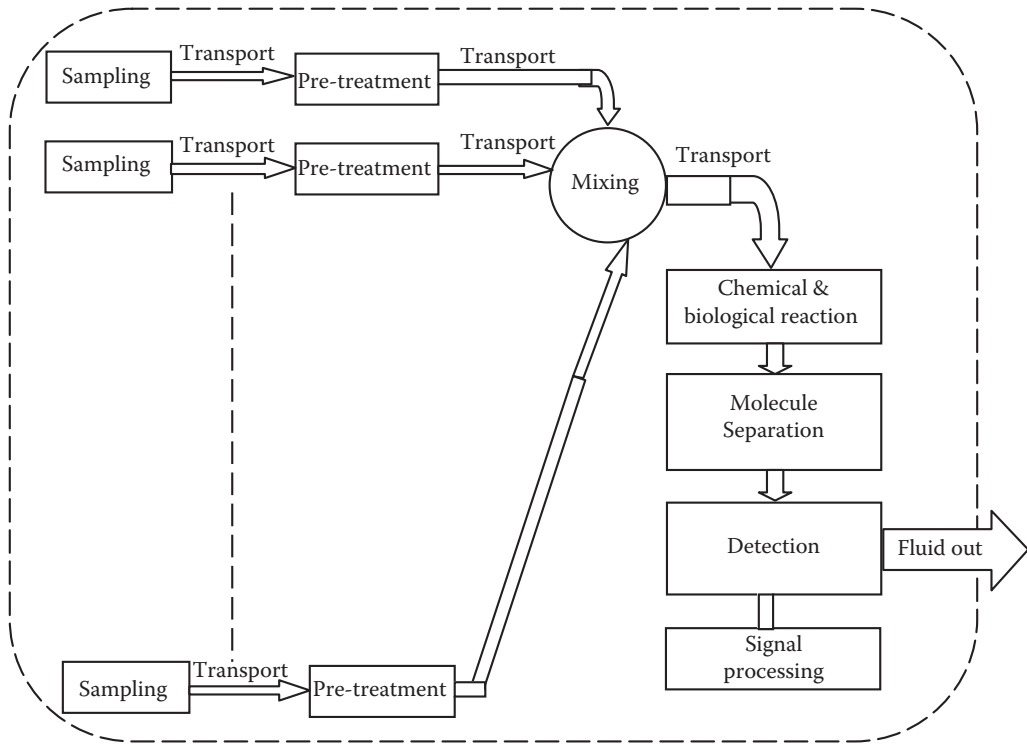 Transport
Transport
Sampling
Pre-treatment
Transport
Transport
Transport
Sampling
Pre-treatment
Mixing
Chemical &
biological reaction
Molecule
Separation
Detection
Fluid out
Signal
processing
Transport
Sampling
Pre-treatment